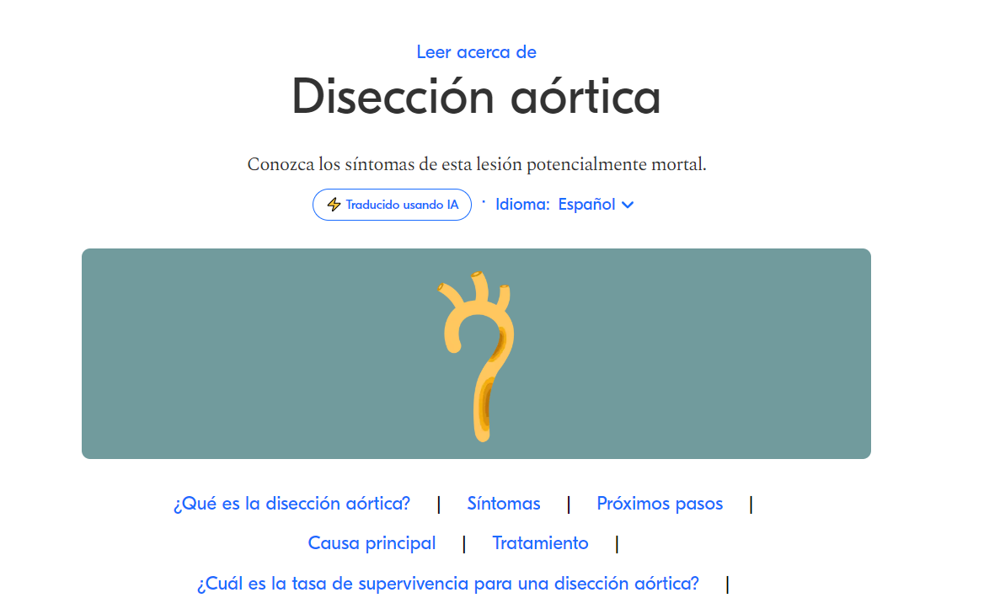 Leer acerca de
Disección aórtica
Conozca los síntomas de esta lesión potencialmente mortal.
Traducido usando IA · Idioma: Español
¿Qué es la disección aórtica? | Síntomas | Próximos pasos |
Causa principal | Tratamiento |
¿Cuál es la tasa de supervivencia para una disección aórtica? |